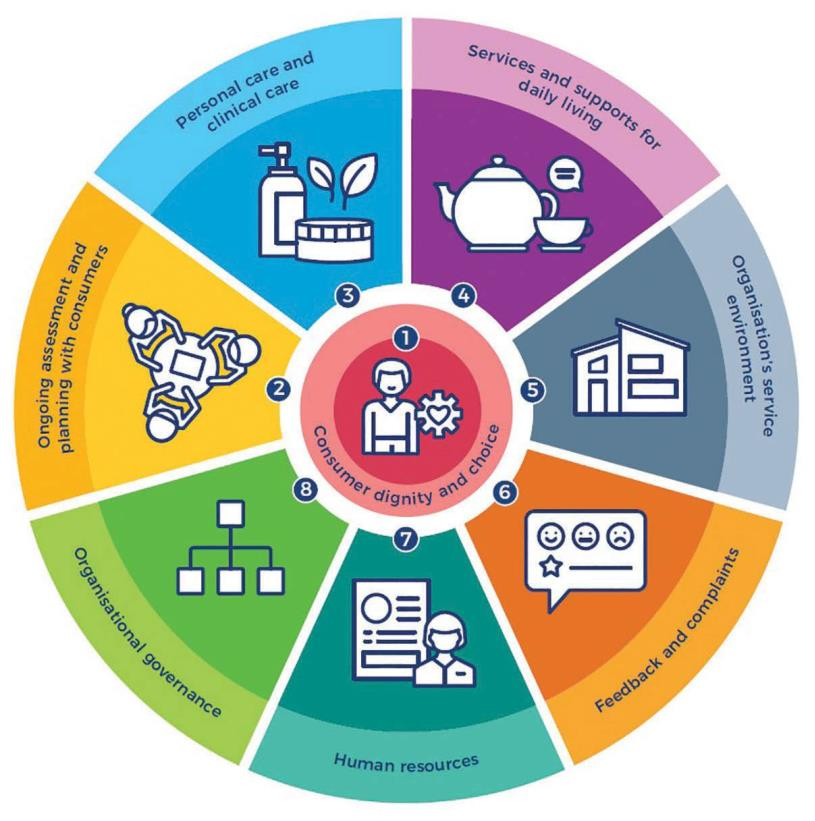 1
Consumer dignity and choice
2
Ongoing assessment and
planning with consumers
3
Personal care and
clinical care
4
Services and supports for
daily living
5
Organisation's service
environment
6
Feedback and complaints
7
Human resources
8
Organisational governance